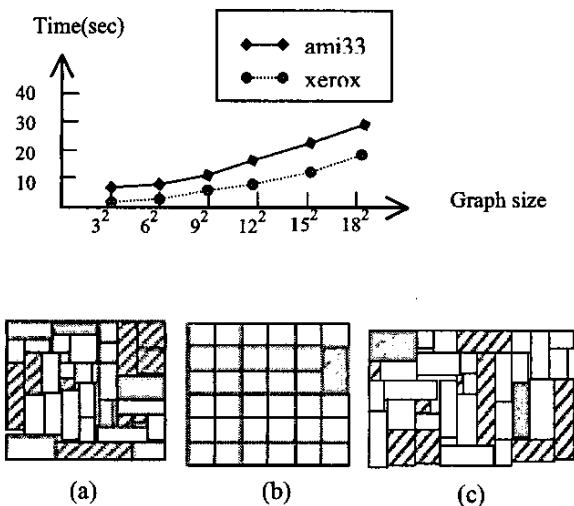 Time(sec)
ami33
xerox
40
30
20
10
3² 6² 9² 12² 15² 18²
Graph size
(a) (b) (c)